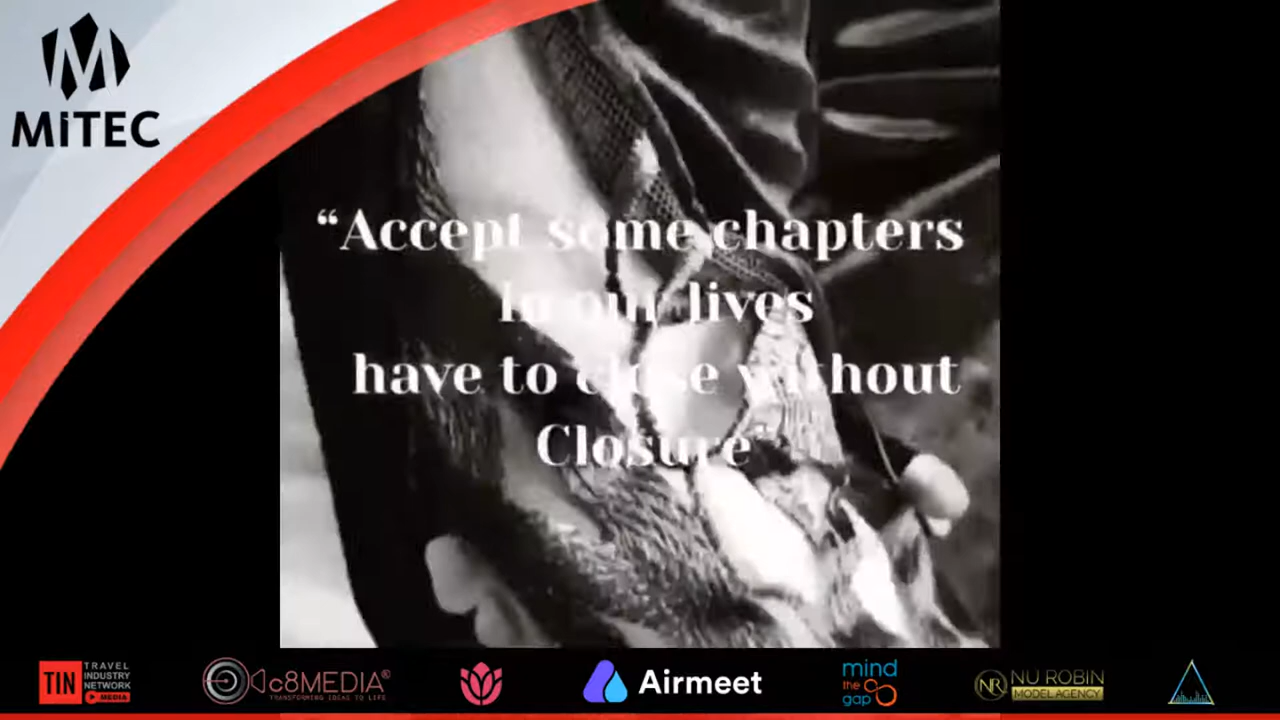 MiTEC
“Accept some chapters
In our lives
have to close without
Closure”
TIN TRAVEL INDUSTRY NETWORK MEDIA
c8MEDIA®
TRANSFORMING IDEAS TO LIFE
Airmeet
mind
the
gap
NR NU ROBIN
MODEL AGENCY